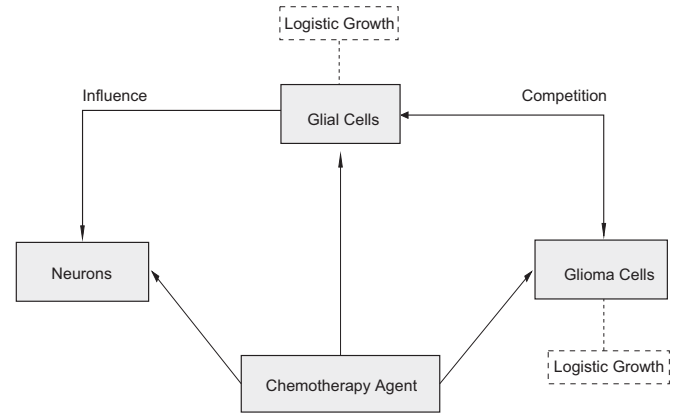 Logistic Growth
Influence
Competition
Glial Cells
Neurons
Glioma Cells
Logistic Growth
Chemotherapy Agent